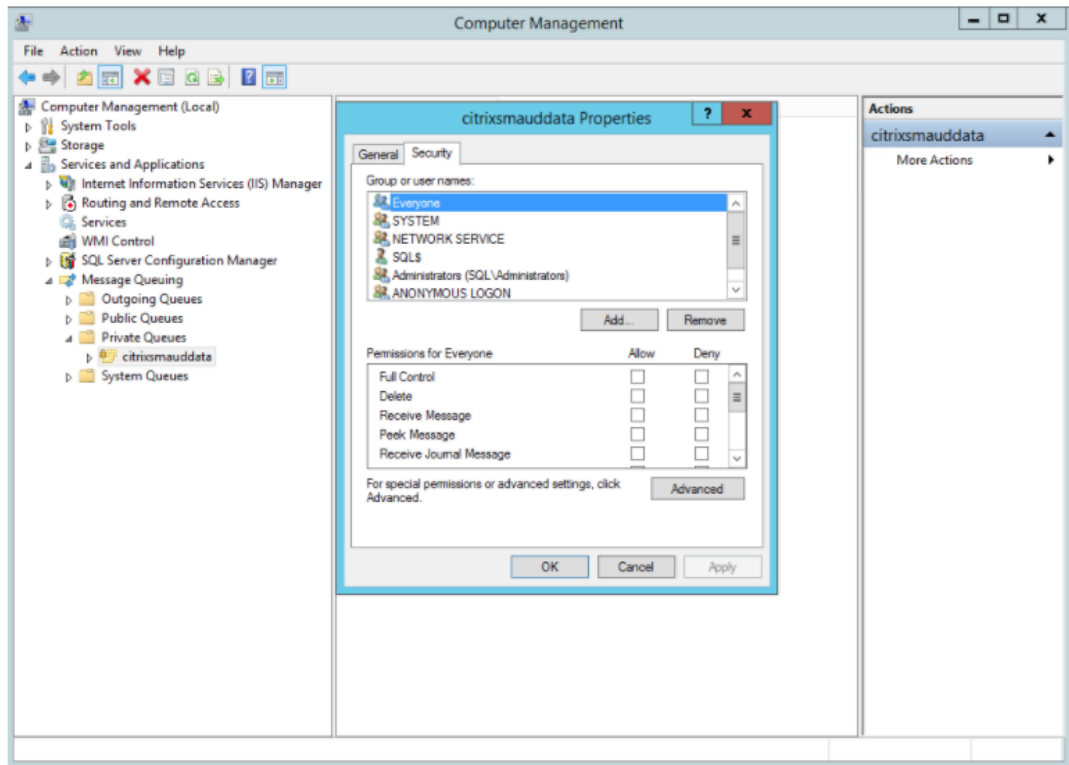 Computer Management
File Action View Help
Computer Management (Local)
System Tools
Storage
Services and Applications
Internet Information Services (IIS) Manager
Routing and Remote Access
Services
WMI Control
SQL Server Configuration Manager
Message Queuing
Outgoing Queues
Public Queues
Private Queues
citrixsmauddata
System Queues
citrixsmauddata Properties
? x
General Security
Group or user names:
Everyone
SYSTEM
NETWORK SERVICE
SQL$
Administrators (SQL\Administrators)
ANONYMOUS LOGON
Add... Remove
Permissions for Everyone Allow Deny
Full Control
Delete
Receive Message
Peek Message
Receive Journal Message
For special permissions or advanced settings, click
Advanced.
Advanced
OK Cancel Apply
Actions
citrixsmauddata
More Actions